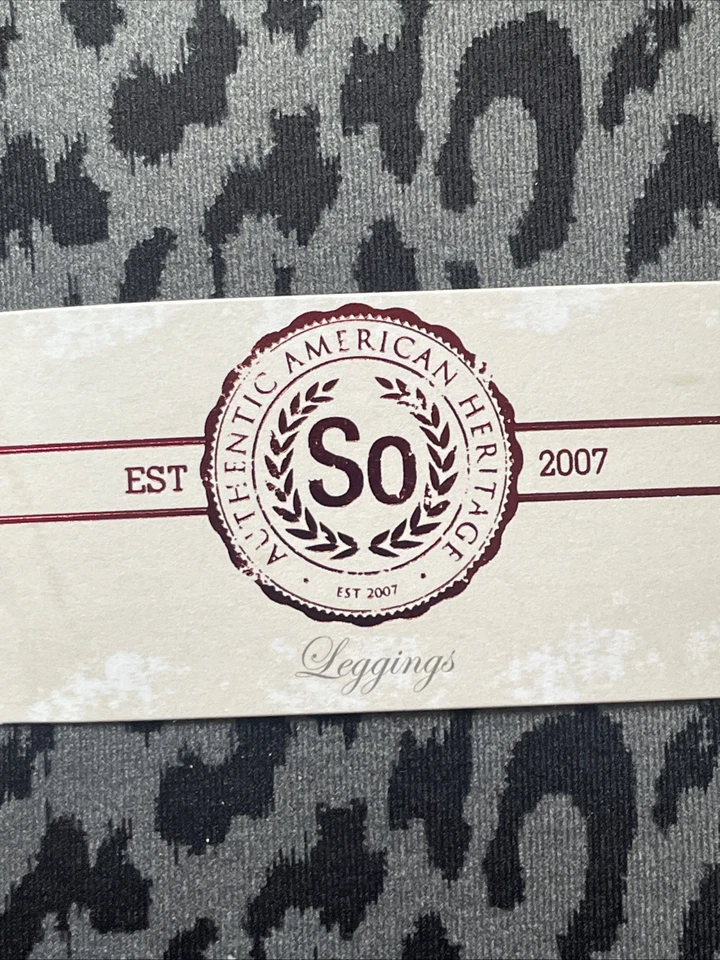 AUTHENTIC AMERICAN HERITAGE
So
EST 2007
EST 2007
Leggings